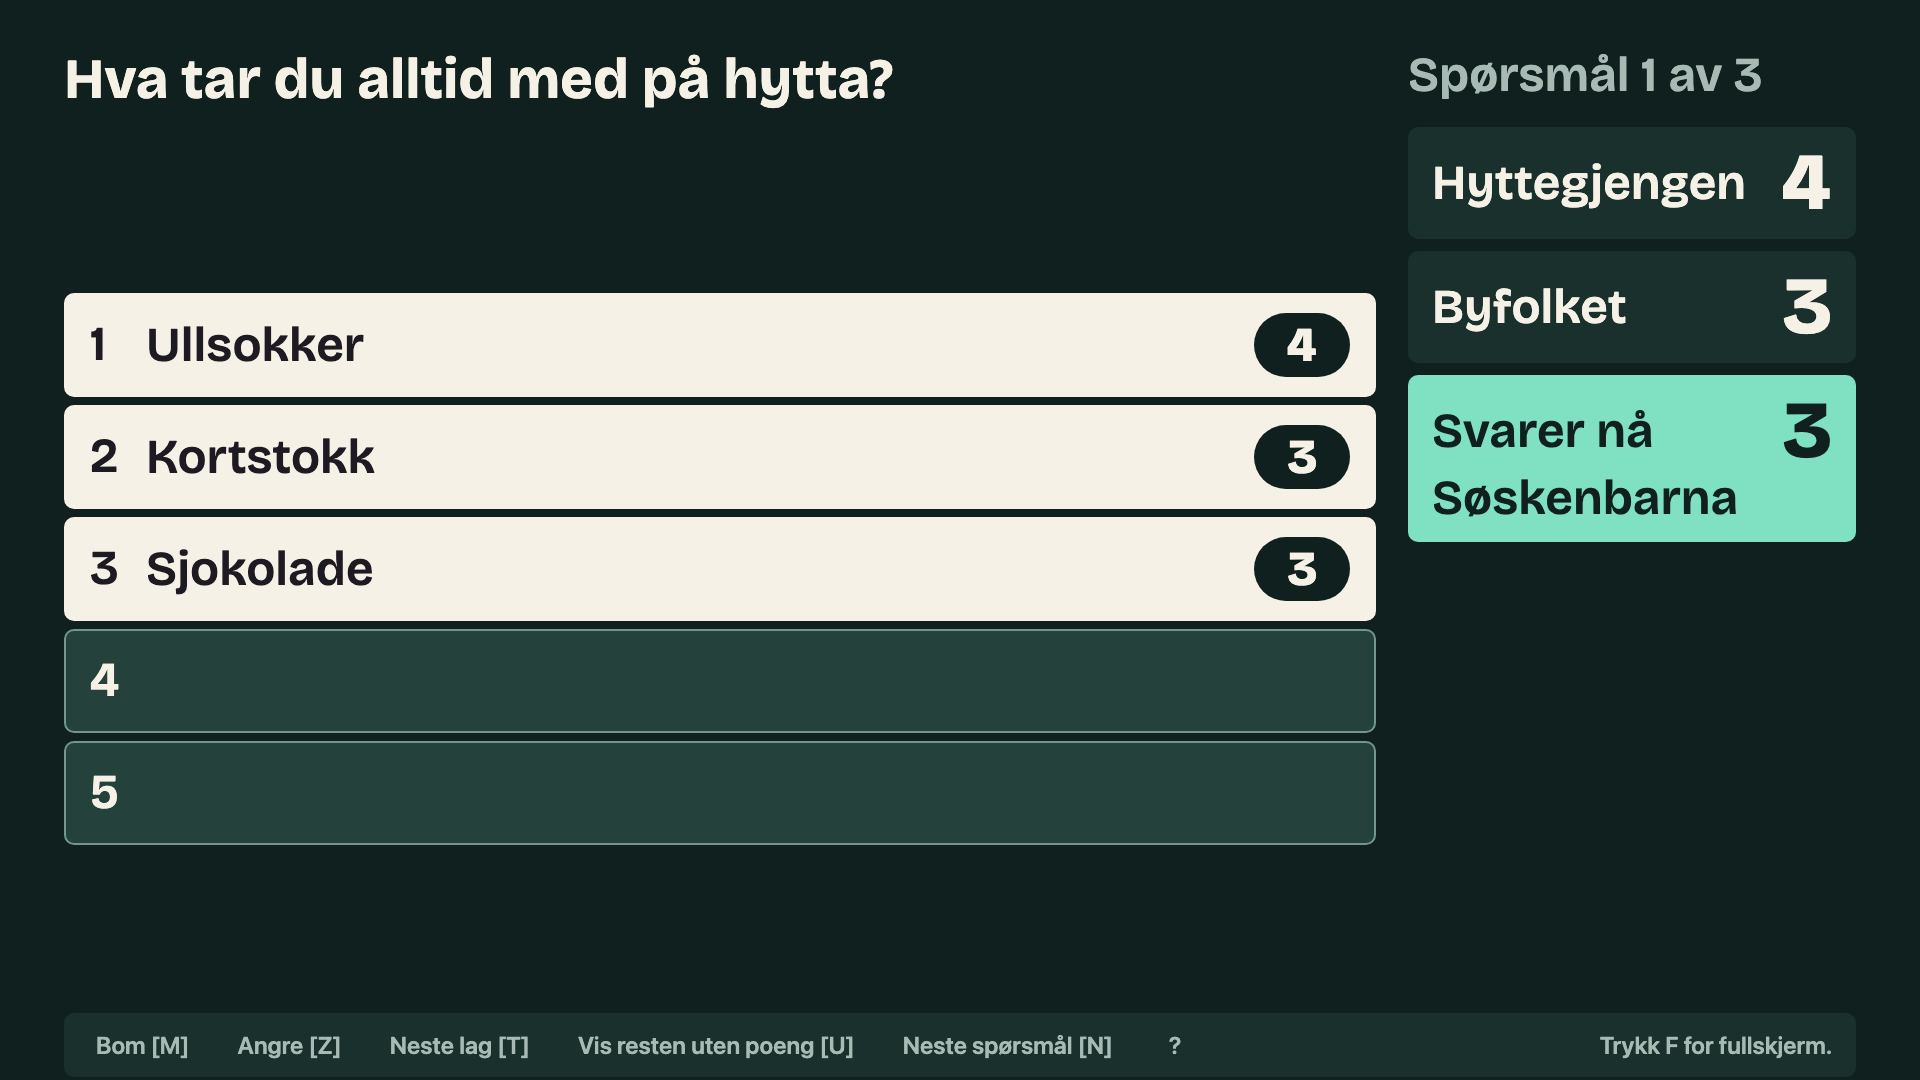 Hva tar du alltid med på hytta?
1 Ullsokker 4
2 Kortstokk 3
3 Sjokolade 3
4
5
Spørsmål 1 av 3
Hyttegjengen 4
Byfolket 3
Svarer nå 3
Søskenbarna
Bom [M] Angre [Z] Neste lag [T] Vis resten uten poeng [U] Neste spørsmål [N] ? Trykk F for fullskjerm.